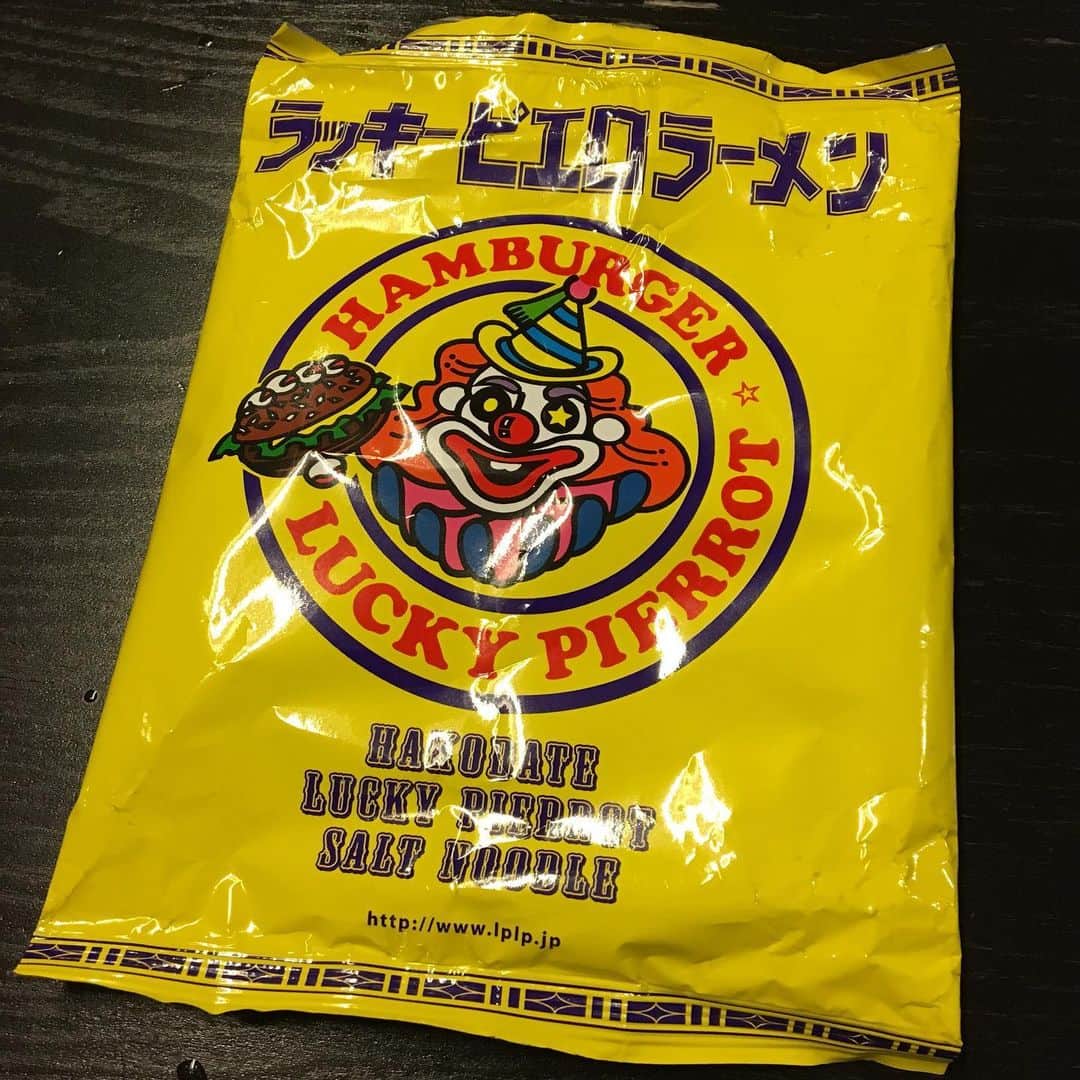 ラッキーピエロラーメン
HAMBURGER ☆
LUCKY PIERROT
HAKODATE
LUCKY PIERROT
SALT NOODLE
http://www.lplp.jp